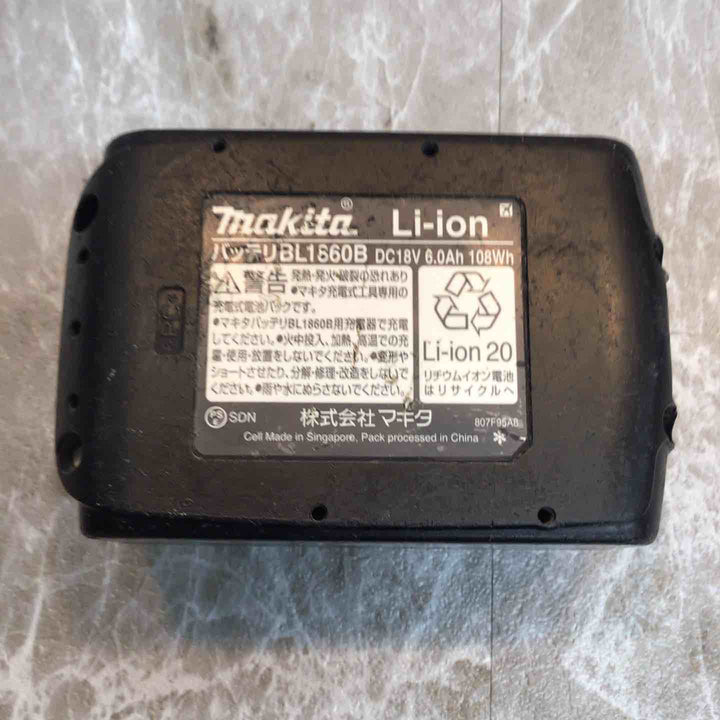 makita® Li-ion
バッテリBL1860B DC18V 6.0Ah 108Wh
警告 発熱・発火・破裂の恐れあり
●マキタ充電式工具専用の
充電式電池パックです。
●マキタバッテリBL1860B用充電器で充電
してください。●火中投入、加熱、高温での充
電・使用・放置をしないでください。●変形や
ショートさせたり、分解・修理・改造をしないで
ください。●雨や水にぬらさないでください。
Li-ion 20
リチウムイオン電池
はリサイクルへ
PS SDN 株式会社マキタ 807F95A8
Cell Made in Singapore, Pack processed in China
>PC<